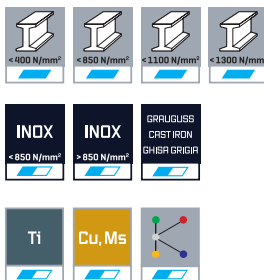 <400 N/mm² <850 N/mm² <1100 N/mm² <1300 N/mm²
INOX INOX GRAUGUSS
CAST IRON
GHISA GRIGIA
<850 N/mm² >850 N/mm²
Ti Cu, Ms